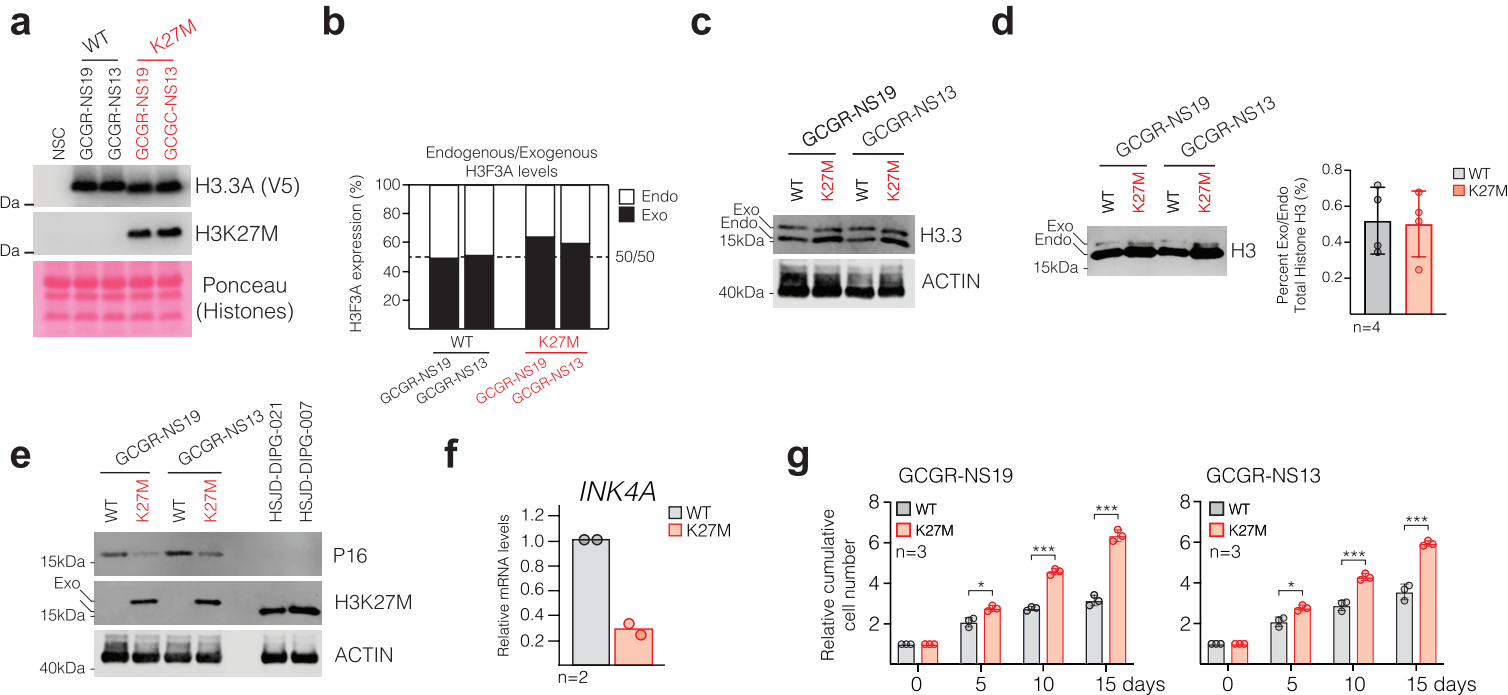 a
WT
K27M
NSC
GCGR-NS19
GCGR-NS13
GCGR-NS19
GCGC-NS13
H3.3A (V5)
Da
H3K27M
Da
Ponceau
(Histones)
b
Endogenous/Exogenous
H3F3A levels
H3F3A expression (%)
100
80
60
40
20
Endo
Exo
50/50
WT
K27M
GCGR-NS19
GCGR-NS13
GCGR-NS19
GCGR-NS13
c
GCGR-NS19
GCGR-NS13
WT
K27M
WT
K27M
Exo
Endo
15kDa
H3.3
40kDa
ACTIN
d
GCGR-NS19
GCGR-NS13
WT
K27M
WT
K27M
Exo
Endo
15kDa
H3
Percent Exo/Endo
Total Histone H3 (%)
0.8
0.6
0.4
0.2
WT
K27M
n=4
e
GCGR-NS19
GCGR-NS13
HSJD-DIPG-021
HSJD-DIPG-007
WT
K27M
WT
K27M
15kDa
P16
Exo
15kDa
H3K27M
40kDa
ACTIN
f
INK4A
Relative mRNA levels
1.2
1.0
0.8
0.6
0.4
0.2
WT
K27M
n=2
g
GCGR-NS19
Relative cumulative
cell number
8
6
4
2
WT
K27M
n=3
*
***
***
0 5 10 15 days
GCGR-NS13
8
6
4
2
WT
K27M
n=3
*
***
***
0 5 10 15 days